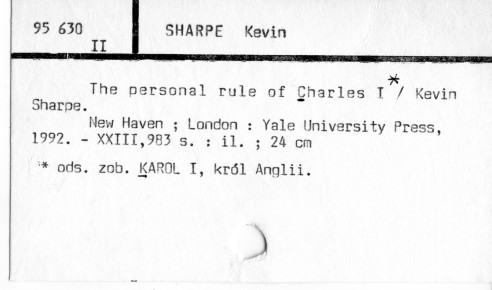 95 630 SHARPE Kevin
II
The personal rule of Charles I * / Kevin
Sharpe.
New Haven ; London : Yale University Press,
1992. - XXIII,983 s. : il. ; 24 cm
* ods. zob. KAROL I, król Anglii.